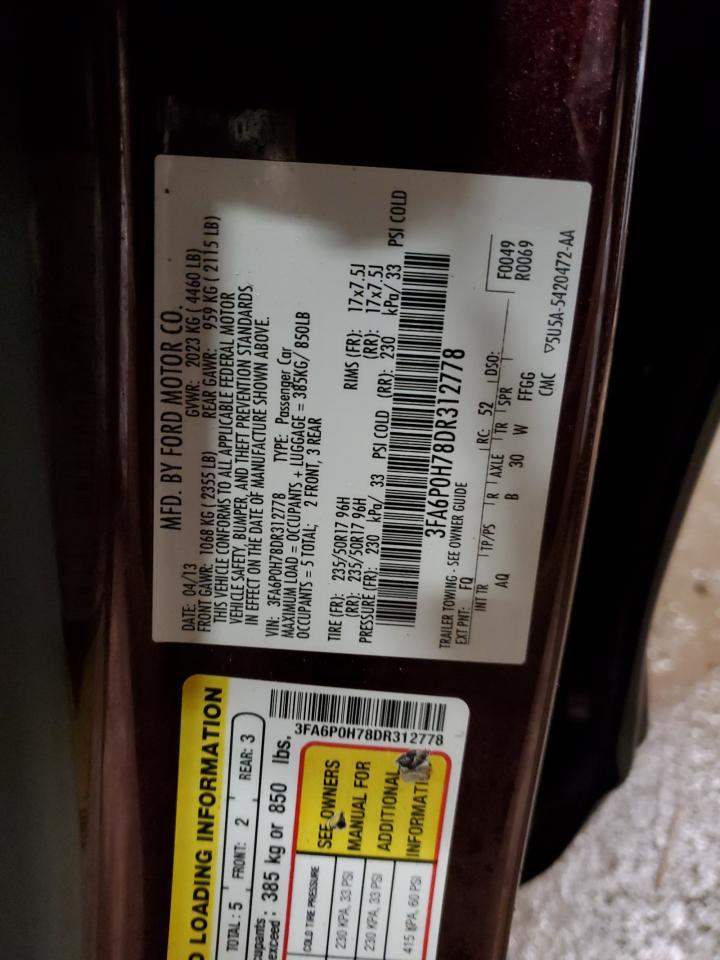 MFD. BY FORD MOTOR CO.
DATE: 04/13 GVWR: 2023 KG ( 4460 LB)
FRONT GAWR: 1068 KG ( 2355 LB) REAR GAWR: 959 KG ( 2115 LB)
THIS VEHICLE CONFORMS TO ALL APPLICABLE FEDERAL MOTOR
VEHICLE SAFETY, BUMPER, AND THEFT PREVENTION STANDARDS
IN EFFECT ON THE DATE OF MANUFACTURE SHOWN ABOVE.
VIN: 3FA6P0H78DR312778 TYPE: Passenger Car
MAXIMUM LOAD = OCCUPANTS + LUGGAGE = 385KG/ 850LB
OCCUPANTS = 5 TOTAL; 2 FRONT, 3 REAR
TIRE (FR): 235/50R17 96H RIMS (FR): 17x7.5J
(RR): 235/50R17 96H (RR): 17x7.5J
PRESSURE (FR): 230 kPa/ 33 PSI COLD (RR): 230 kPa/ 33 PSI COLD
3FA6P0H78DR312778
TRAILER TOWING - SEE OWNER GUIDE
EXT PNT: FQ RC: 52 DSO:
INT TR TP/PS R AXLE TR SPR
AQ B 30 W FFGG
CMC
F0049
R0069
▽5U5A-5420472-AA
LOADING INFORMATION
TOTAL : 5 FRONT: 2 REAR: 3
exceed : 385 kg or 850 lbs.
3FA6P0H78DR312778
COLD TIRE PRESSURE
230 KPA, 33 PSI
230 KPA, 33 PSI
415 KPA, 60 PSI
SEE OWNERS
MANUAL FOR
ADDITIONAL